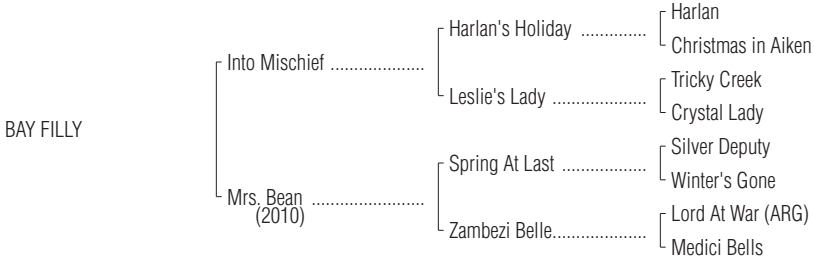 Harlan
Harlan's Holiday ..............
Christmas in Aiken
Into Mischief ....................
Tricky Creek
Leslie's Lady ....................
Crystal Lady
BAY FILLY
Silver Deputy
Spring At Last ..................
Winter's Gone
Mrs. Bean ........................
(2010)
Lord At War (ARG)
Zambezi Belle....................
Medici Bells